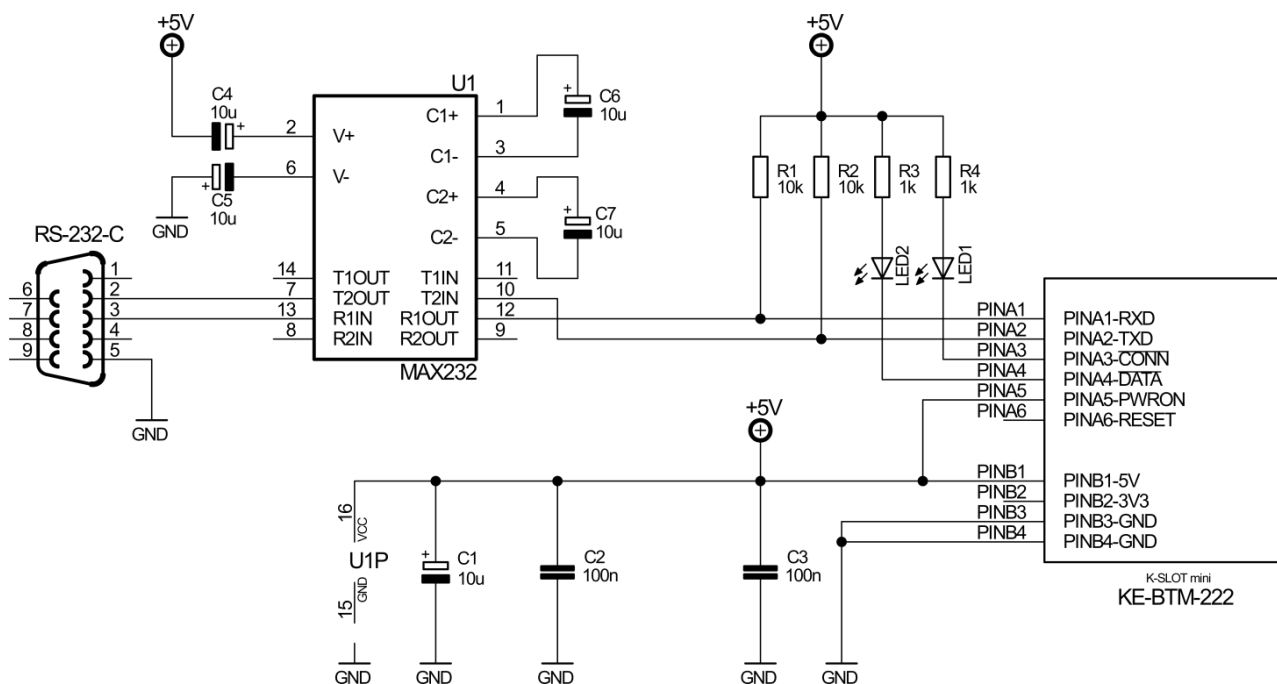 +5V
+5V
U1
C4
10u
+
2
V+
C1+
1
+
C6
10u
C1-
3
6
V-
+
C5
10u
GND
C2+
4
+
C7
10u
C2-
5
R1
10k
R2
10k
R3
1k
R4
1k
LED2
LED1
RS-232-C
1
6
2
7
3
8
4
9
5
GND
14
T1OUT
T1IN
11
7
T2OUT
T2IN
10
13
R1IN
R1OUT
12
8
R2IN
R2OUT
9
MAX232
PINA1
PINA1-RXD
PINA2
PINA2-TXD
PINA3
PINA3-CONN
PINA4
PINA4-DATA
PINA5
PINA5-PWRON
PINA6
PINA6-RESET
+5V
PINB1
PINB1-5V
PINB2
PINB2-3V3
PINB3
PINB3-GND
PINB4
PINB4-GND
K-SLOT mini
KE-BTM-222
16
VCC
U1P
15
GND
+
C1
10u
C2
100n
C3
100n
GND
GND
GND
GND
GND